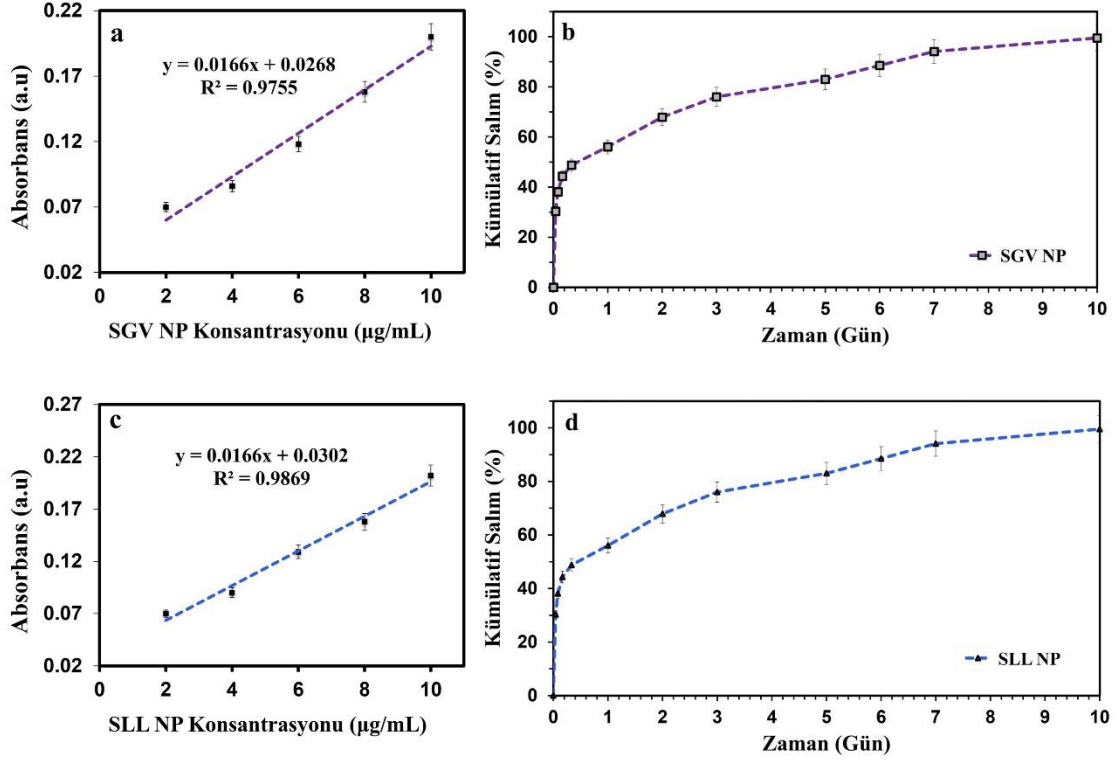 a
y = 0.0166x + 0.0268
R² = 0.9755
Absorbans (a.u)
0.22
0.17
0.12
0.07
0.02
0 2 4 6 8 10
SGV NP Konsantrasyonu (µg/mL)
b
Kümülatif Salım (%)
100
80
60
40
20
0
SGV NP
0 1 2 3 4 5 6 7 8 9 10
Zaman (Gün)
c
y = 0.0166x + 0.0302
R² = 0.9869
Absorbans (a.u)
0.27
0.22
0.17
0.12
0.07
0.02
0 2 4 6 8 10
SLL NP Konsantrasyonu (µg/mL)
d
Kümülatif Salım (%)
100
80
60
40
20
0
SLL NP
0 1 2 3 4 5 6 7 8 9 10
Zaman (Gün)